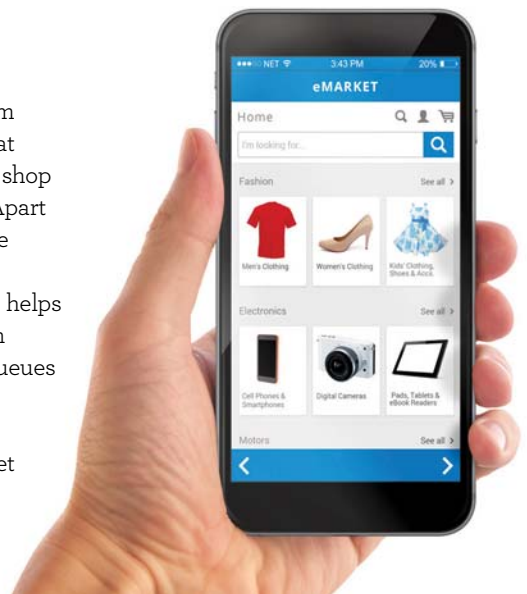 m
at
shop
Apart
e
helps
n
ueues
et
NET 3:43 PM 20%
eMARKET
Home
I'm looking for...
Fashion See all >
Men's Clothing Women's Clothing Kids' Clothing,
Shoes & Accs.
Electronics See all >
Cell Phones &
Smartphones Digital Cameras Pads, Tablets &
eBook Readers
Motors See all >